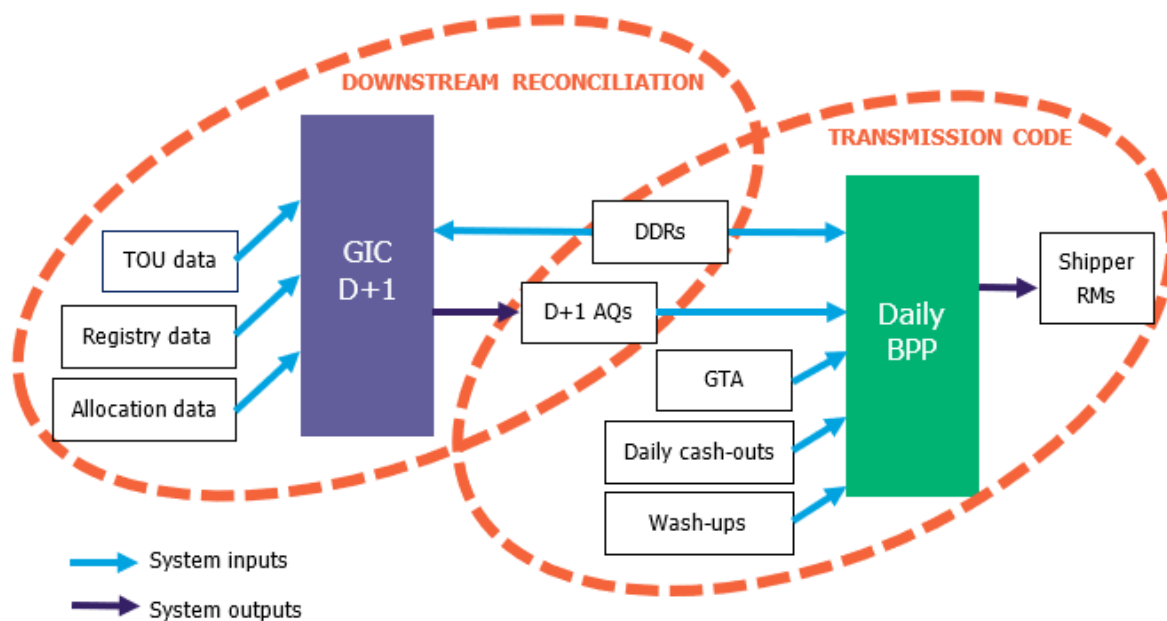 DOWNSTREAM RECONCILIATION
TRANSMISSION CODE
TOU data
Registry data
Allocation data
GIC
D+1
DDRs
D+1 AQs
GTA
Daily cash-outs
Wash-ups
Daily
BPP
Shipper
RMs
System inputs
System outputs